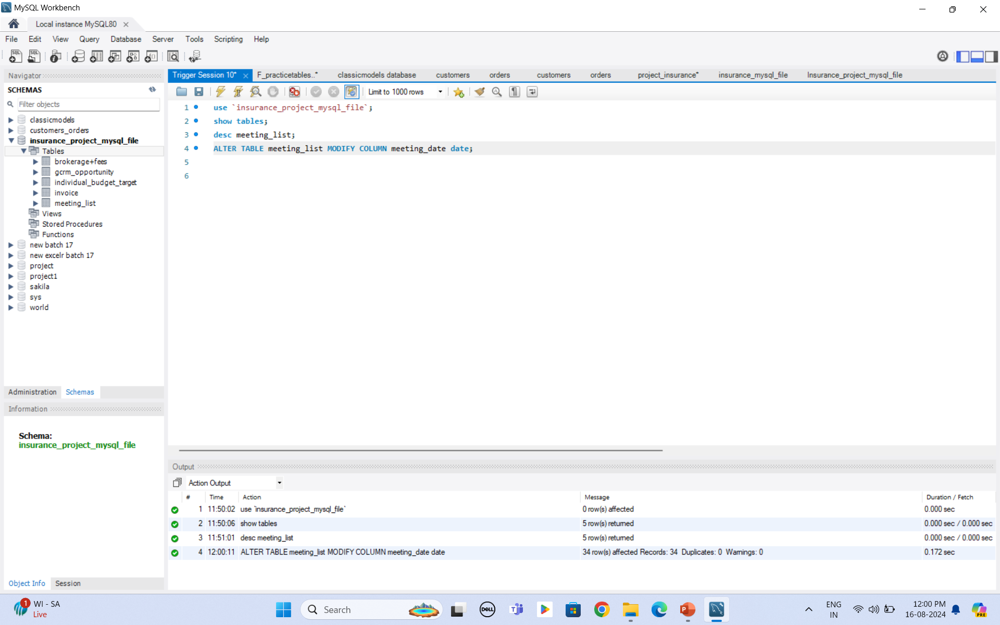 MySQL Workbench
Local instance MySQL80
File Edit View Query Database Server Tools Scripting Help
Navigator
SCHEMAS
Filter objects
classicmodels
customers_orders
insurance_project_mysql_file
Tables
brokerage+fees
gcrm_opportunity
individual_budget_target
invoice
meeting_list
Views
Stored Procedures
Functions
new batch 17
new excelr batch 17
project
project1
sakila
sys
world
Administration Schemas
Information
Schema:
insurance_project_mysql_file
Object Info Session
Trigger Session 10* F_practicetables..* classicmodels database customers orders customers orders project_insurance* insurance_mysql_file Insurance_project_mysql_file
Limit to 1000 rows
1 use `insurance_project_mysql_file`;
2 show tables;
3 desc meeting_list;
4 ALTER TABLE meeting_list MODIFY COLUMN meeting_date date;
5
6
Output
Action Output
# Time Action Message Duration / Fetch
1 11:50:02 use `insurance_project_mysql_file` 0 row(s) affected 0.000 sec
2 11:50:06 show tables 5 row(s) returned 0.000 sec / 0.000 sec
3 11:51:01 desc meeting_list 5 row(s) returned 0.000 sec / 0.000 sec
4 12:00:11 ALTER TABLE meeting_list MODIFY COLUMN meeting_date date 34 row(s) affected Records: 34 Duplicates: 0 Warnings: 0 0.172 sec
1 WI - SA
Live
Search
DELL
ENG
IN
12:00 PM
16-08-2024
PRE